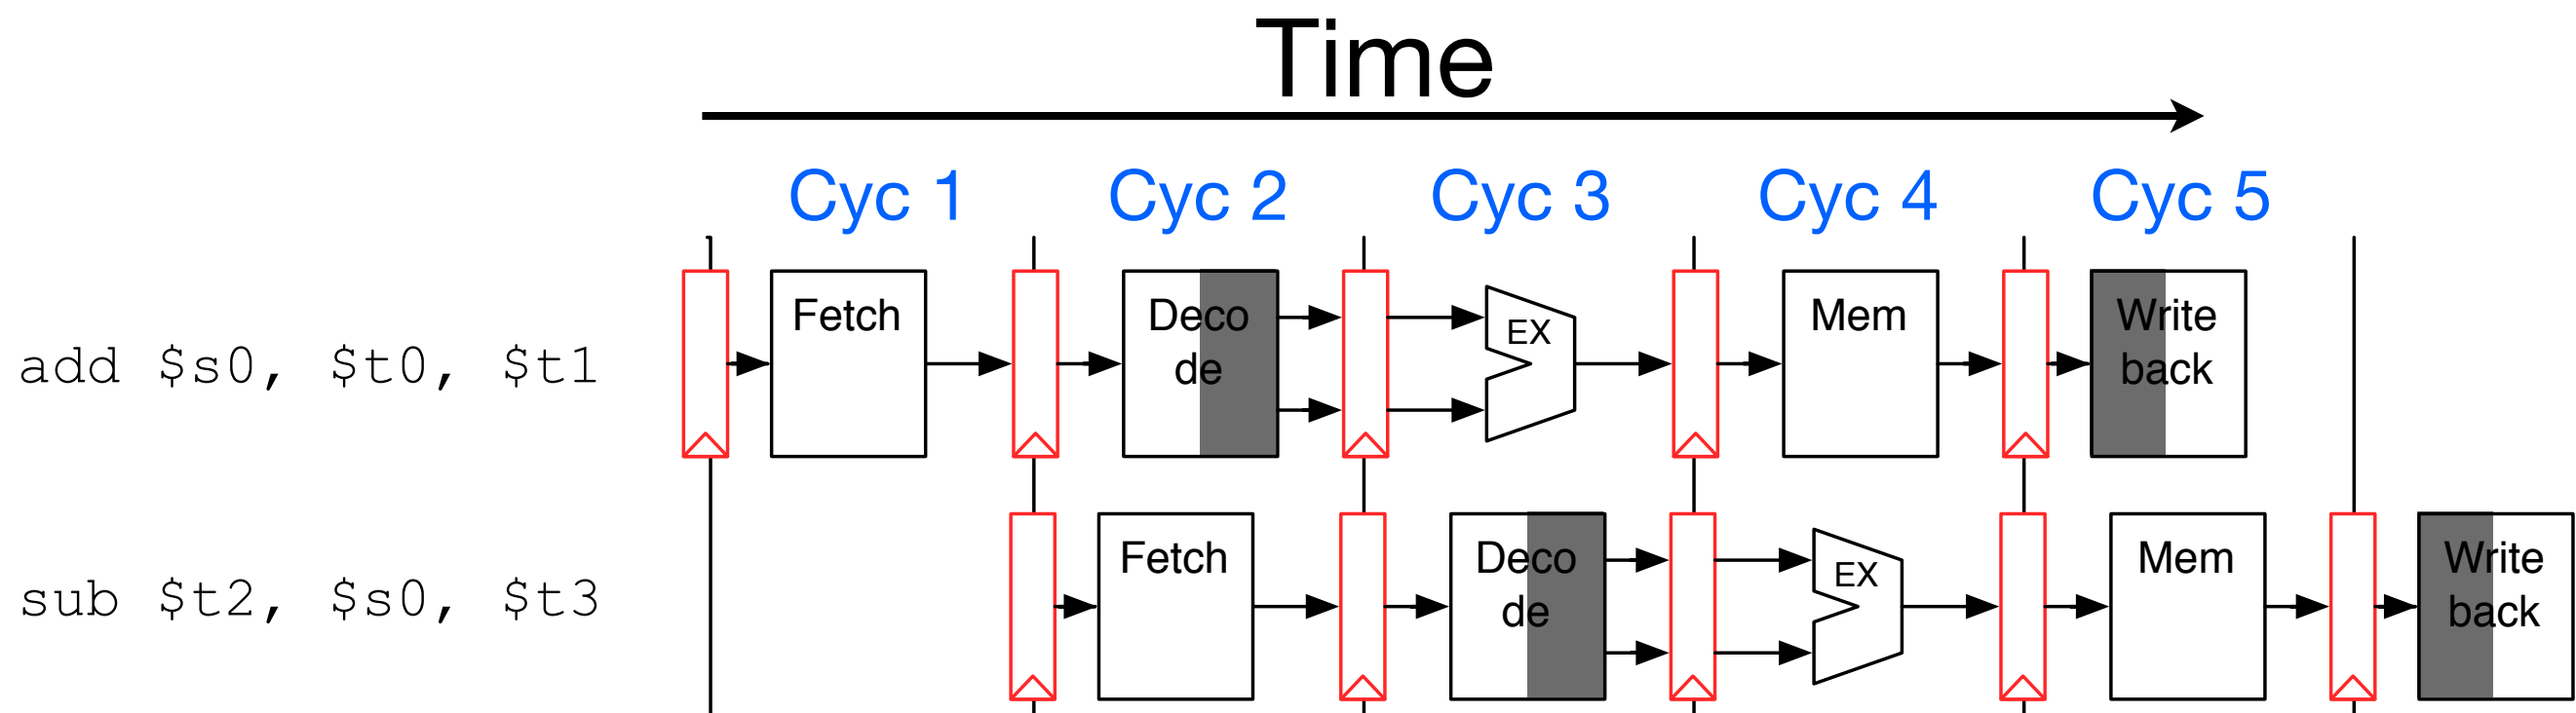 Time
Cyc 1 Cyc 2 Cyc 3 Cyc 4 Cyc 5
add $s0, $t0, $t1
Fetch
Deco
de
EX
Mem
Write
back
sub $t2, $s0, $t3
Fetch
Deco
de
EX
Mem
Write
back